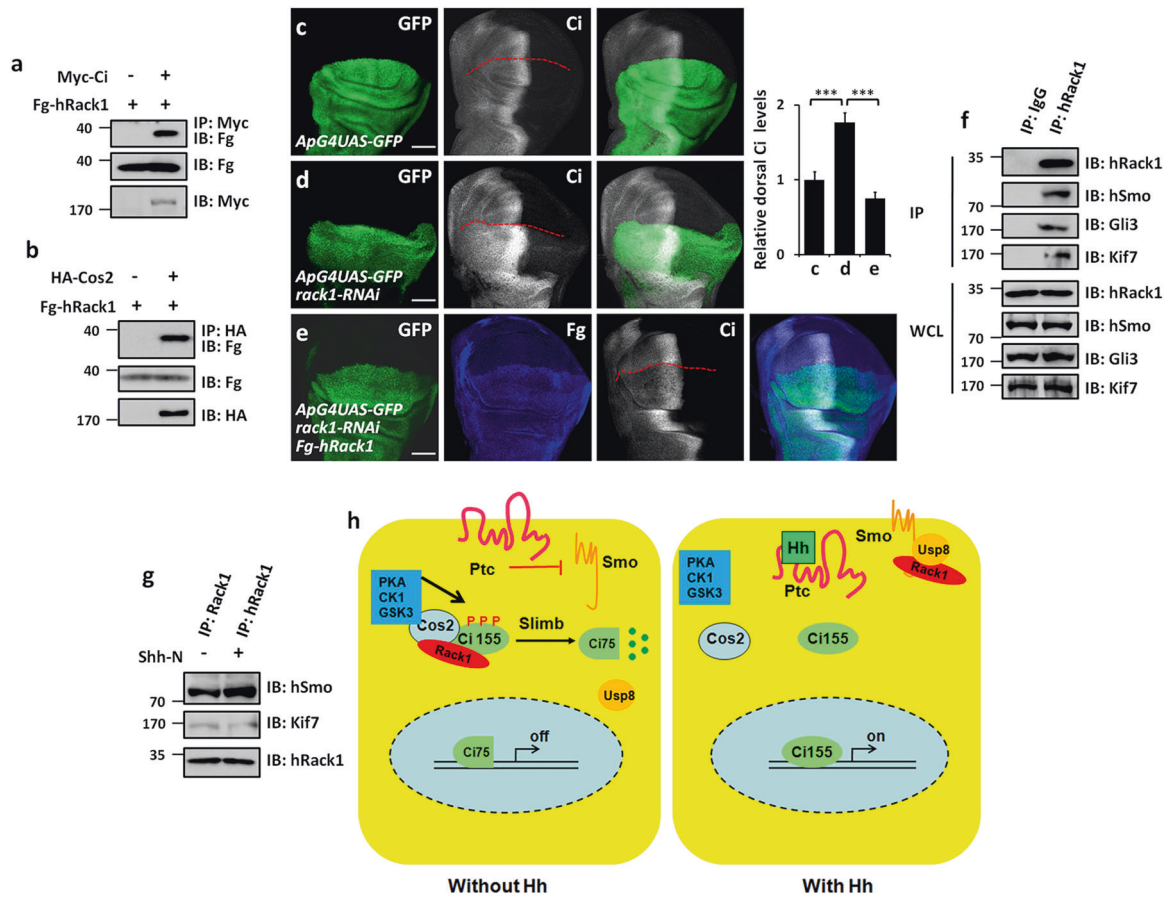 a
Myc-Ci - +
Fg-hRack1 + +
40
IP: Myc
IB: Fg
40
IB: Fg
170
IB: Myc
b
HA-Cos2 - +
Fg-hRack1 + +
40
IP: HA
IB: Fg
40
IB: Fg
170
IB: HA
c
GFP
Ci
ApG4UAS-GFP
d
GFP
Ci
ApG4UAS-GFP
rack1-RNAi
e
GFP
Fg
Ci
ApG4UAS-GFP
rack1-RNAi
Fg-hRack1
Relative dorsal Ci levels
*** ***
2
1
0
c d e
f
IP: IgG
IP: hRack1
IP
35 IB: hRack1
70 IB: hSmo
170 IB: Gli3
170 IB: Kif7
WCL
35 IB: hRack1
70 IB: hSmo
170 IB: Gli3
170 IB: Kif7
g
IP: Rack1
IP: hRack1
Shh-N - +
70 IB: hSmo
170 IB: Kif7
35 IB: hRack1
h
Ptc
Smo
PKA
CK1
GSK3
Cos2
P P P
Ci 155
Rack1
Slimb
Ci75
Usp8
Ci75
off
Without Hh
PKA
CK1
GSK3
Hh
Ptc
Smo
Usp8
Rack1
Cos2
Ci155
Ci155
on
With Hh